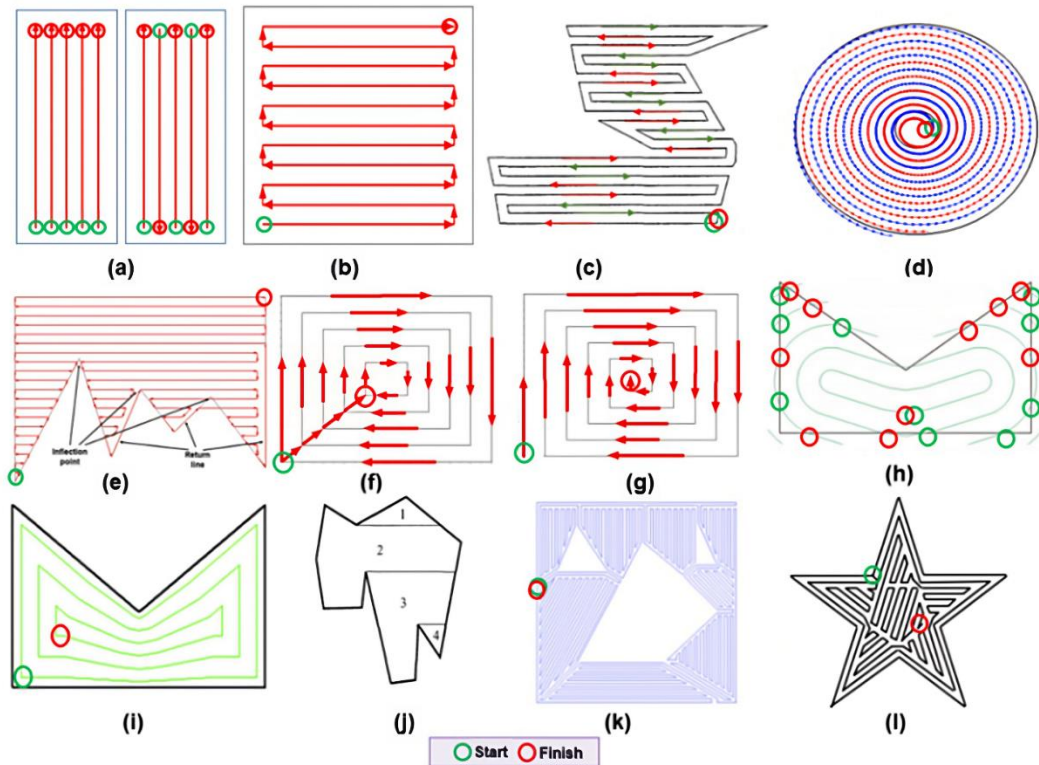 (a)
(b)
(c)
(d)
Inflection
point
Return
line
(e)
(f)
(g)
(h)
1
2
3
4
(i)
(j)
(k)
(l)
Start Finish